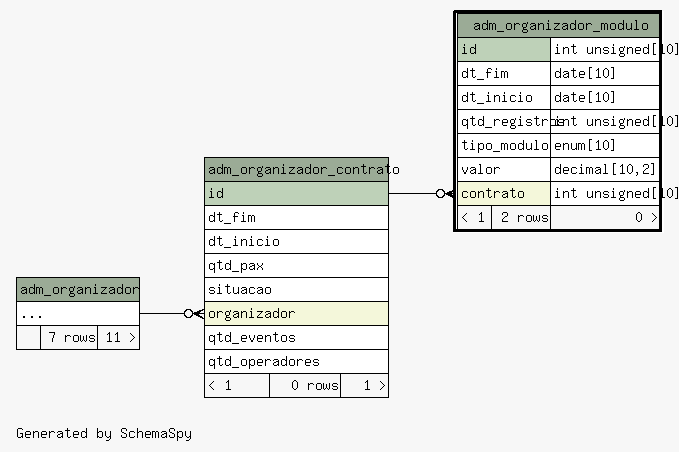 adm_organizador_modulo
id int unsigned[10]
dt_fim date[10]
dt_inicio date[10]
qtd_registros int unsigned[10]
tipo_modulo enum[10]
valor decimal[10,2]
contrato int unsigned[10]
< 1 2 rows 0 >
adm_organizador_contrato
id
dt_fim
dt_inicio
qtd_pax
situacao
organizador
qtd_eventos
qtd_operadores
< 1 0 rows 1 >
adm_organizador
...
7 rows 11 >
Generated by SchemaSpy